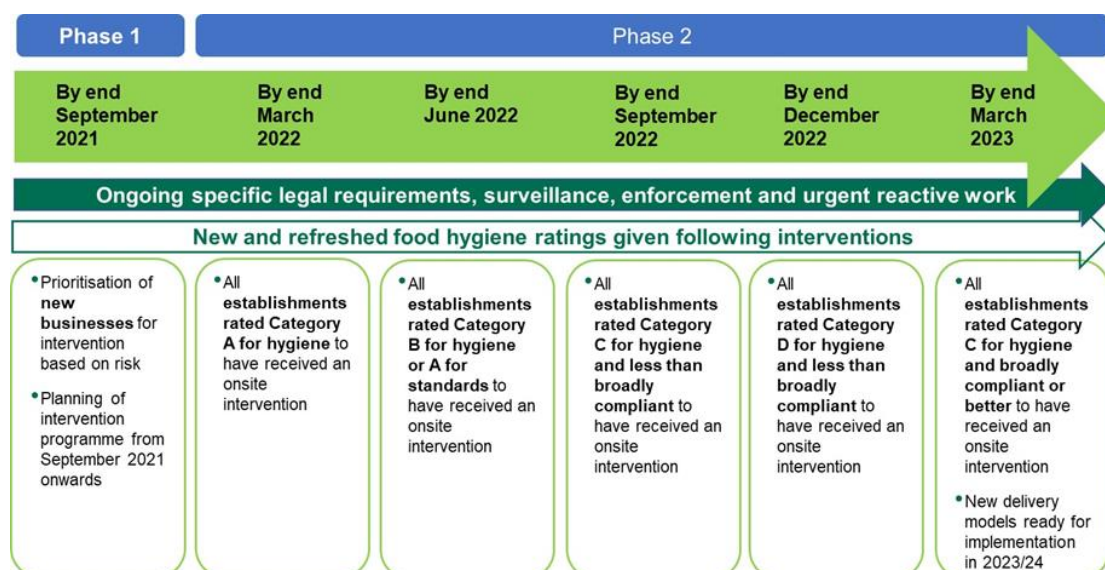 Phase 1
Phase 2
By end
September
2021
By end
March
2022
By end
June 2022
By end
September
2022
By end
December
2022
By end
March
2023
Ongoing specific legal requirements, surveillance, enforcement and urgent reactive work
New and refreshed food hygiene ratings given following interventions
•Prioritisation of
new
businesses for
intervention
based on risk
•Planning of
intervention
programme from
September 2021
onwards
•All
establishments
rated Category
A for hygiene to
have received an
onsite
intervention
•All
establishments
rated Category
B for hygiene
or A for
standards to
have received an
onsite
intervention
•All
establishments
rated Category
C for hygiene
and less than
broadly
compliant to
have received an
onsite
intervention
•All
establishments
rated Category
D for hygiene
and less than
broadly
compliant to
have received an
onsite
intervention
•All
establishments
rated Category
C for hygiene
and broadly
compliant or
better to have
received an
onsite
intervention
•New delivery
models ready for
implementation
in 2023/24